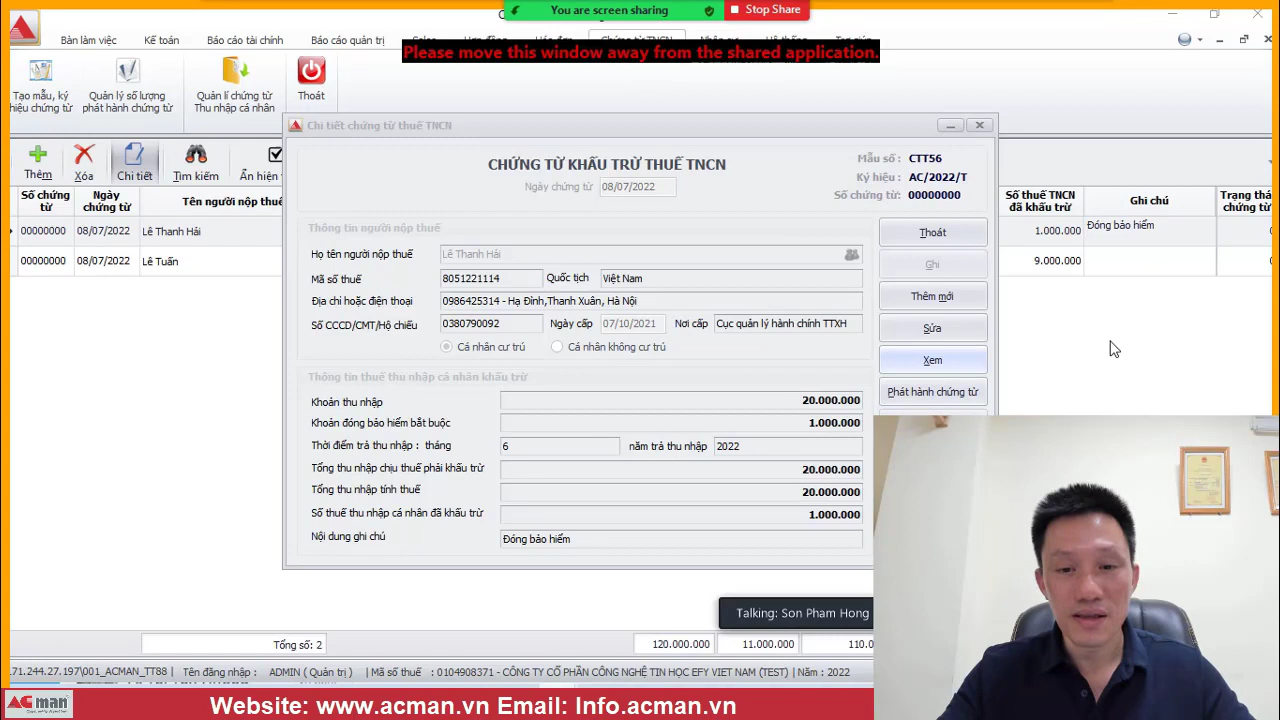 You are screen sharing
Stop Share
Bàn làm việc
Kế toán
Báo cáo tài chính
Báo cáo quản trị
Please move this window away from the shared application.
Tạo mẫu, ký hiệu chứng từ
Quản lý số lượng phát hành chứng từ
Quản lí chứng từ Thu nhập cá nhân
Thoát
Thêm
Xóa
Chi tiết
Tìm kiếm
Ẩn hiện
Số chứng từ
Ngày chứng từ
Tên người nộp thuế
Số thuế TNCN đã khấu trừ
Ghi chú
Trạng thá
chứng từ
00000000 08/07/2022 Lê Thanh Hải
1.000.000 Đóng bảo hiểm
00000000 08/07/2022 Lê Tuấn
9.000.000
Chi tiết chứng từ thuế TNCN
CHỨNG TỪ KHẤU TRỪ THUẾ TNCN
Ngày chứng từ 08/07/2022
Mẫu số : CTT56
Ký hiệu : AC/2022/T
Số chứng từ: 00000000
Thông tin người nộp thuế
Họ tên người nộp thuế Lê Thanh Hải
Mã số thuế 8051221114 Quốc tịch Việt Nam
Địa chỉ hoặc điện thoại 0986425314 - Hạ Đình,Thanh Xuân, Hà Nội
Số CCCD/CMT/Hộ chiếu 0380790092 Ngày cấp 07/10/2021 Nơi cấp Cục quản lý hành chính TTXH
Cá nhân cư trú Cá nhân không cư trú
Thoát
Ghi
Thêm mới
Sửa
Xem
Phát hành chứng từ
Thông tin thuế thu nhập cá nhân khấu trừ
Khoản thu nhập 20.000.000
Khoản đóng bảo hiểm bắt buộc 1.000.000
Thời điểm trả thu nhập : tháng 6 năm trả thu nhập 2022
Tổng thu nhập chịu thuế phải khấu trừ 20.000.000
Tổng thu nhập tính thuế 20.000.000
Số thuế thu nhập cá nhân đã khấu trừ 1.000.000
Nội dung ghi chú Đóng bảo hiểm
Talking: Son Pham Hong
Tổng số: 2 120.000.000 11.000.000 110.0
.71.244.27.197\001_ACMAN_TT88 | Tên đăng nhập : ADMIN ( Quản trị ) | Mã số thuế : 0104908371 - CÔNG TY CỔ PHẦN CÔNG NGHỆ TIN HỌC EFY VIET NAM (TEST) | Năm : 2022
ACman
Website: www.acman.vn Email: Info.acman.vn